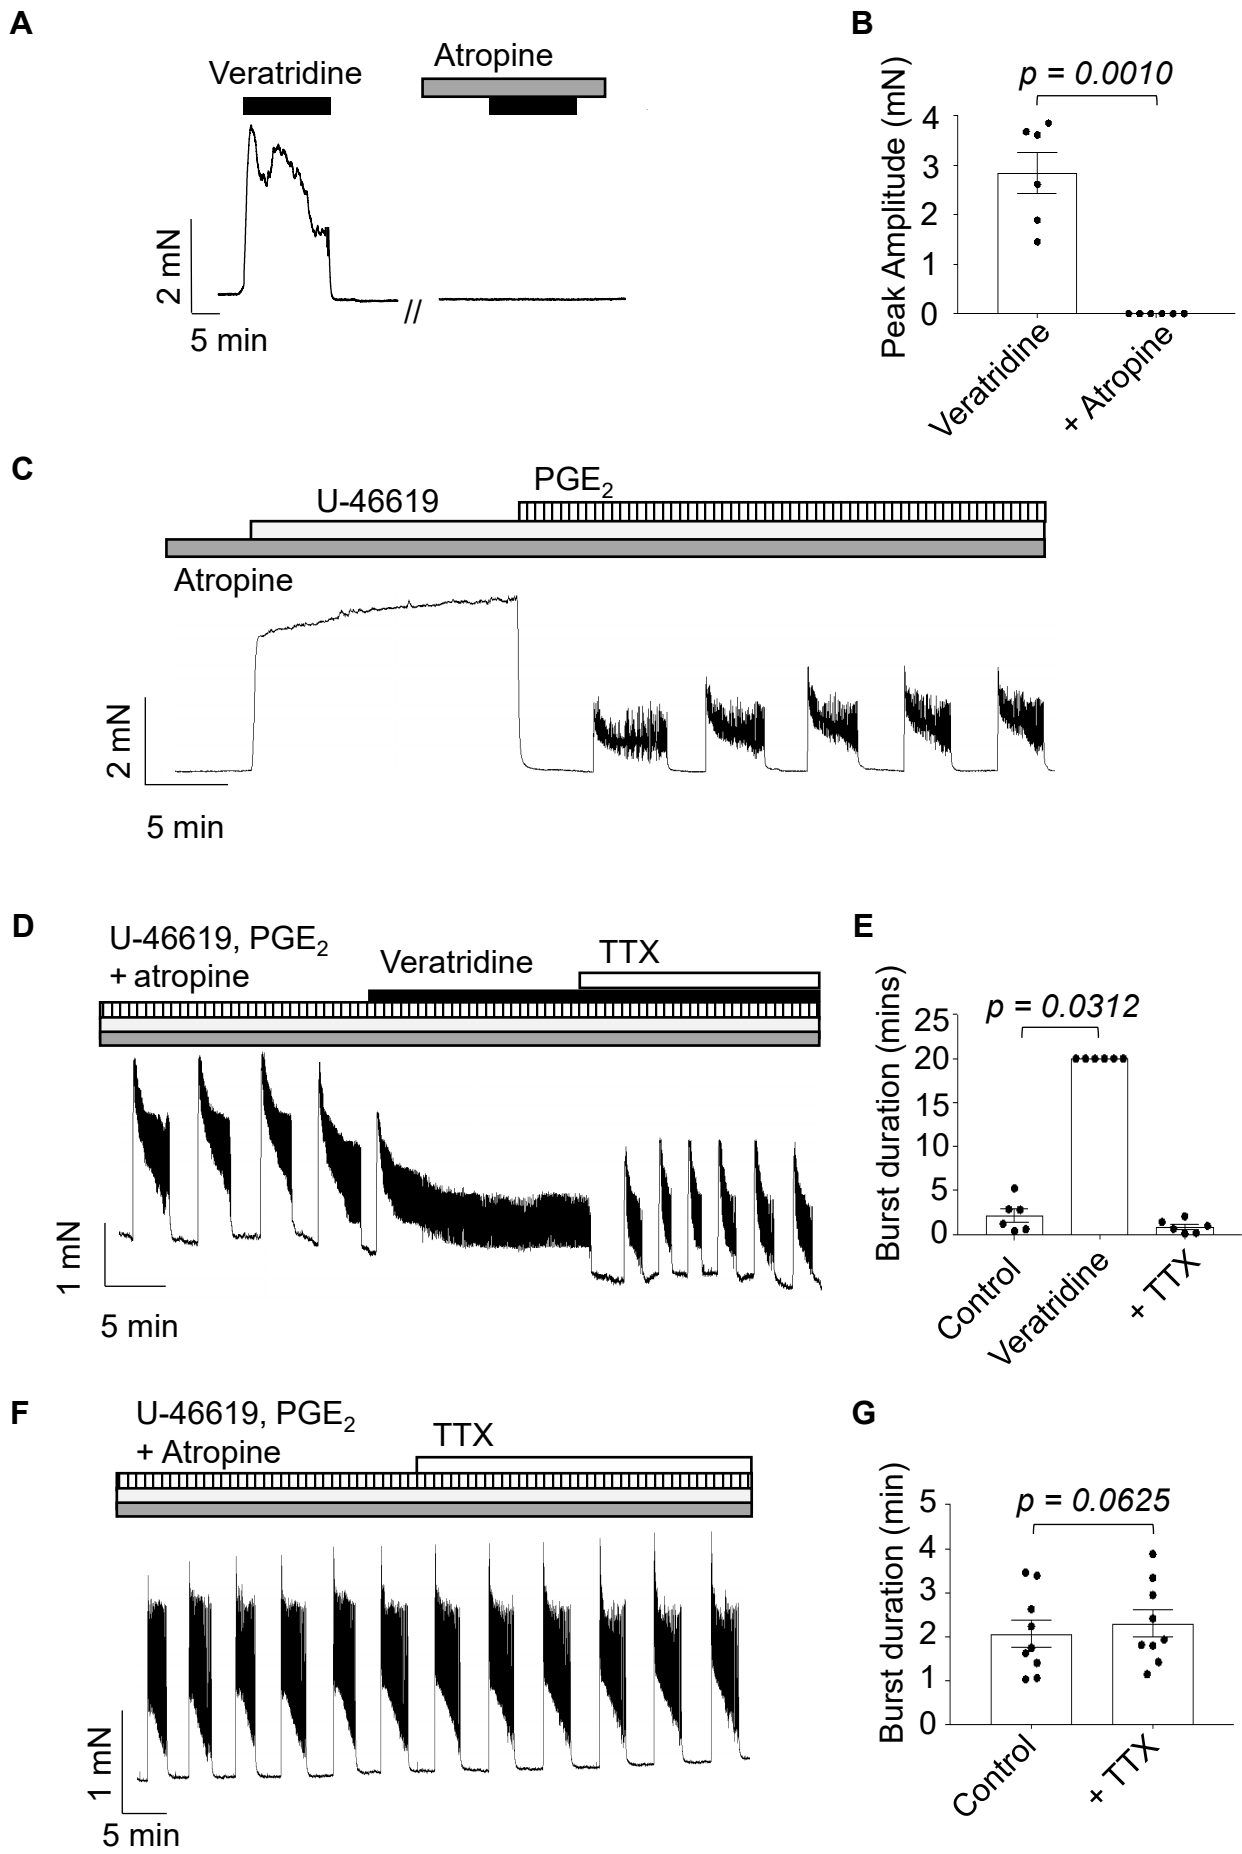 A
Veratridine
Atropine
2 mN
//
5 min
B
p = 0.0010
Peak Amplitude (mN)
4
3
2
1
0
Veratridine
+ Atropine
C
U-46619
PGE2
Atropine
2 mN
5 min
D
U-46619, PGE2
+ atropine
Veratridine
TTX
1 mN
5 min
E
p = 0.0312
Burst duration (mins)
25
20
15
10
5
0
Control
Veratridine
+ TTX
F
U-46619, PGE2
+ Atropine
TTX
1 mN
5 min
G
p = 0.0625
Burst duration (min)
5
4
3
2
1
0
Control
+ TTX